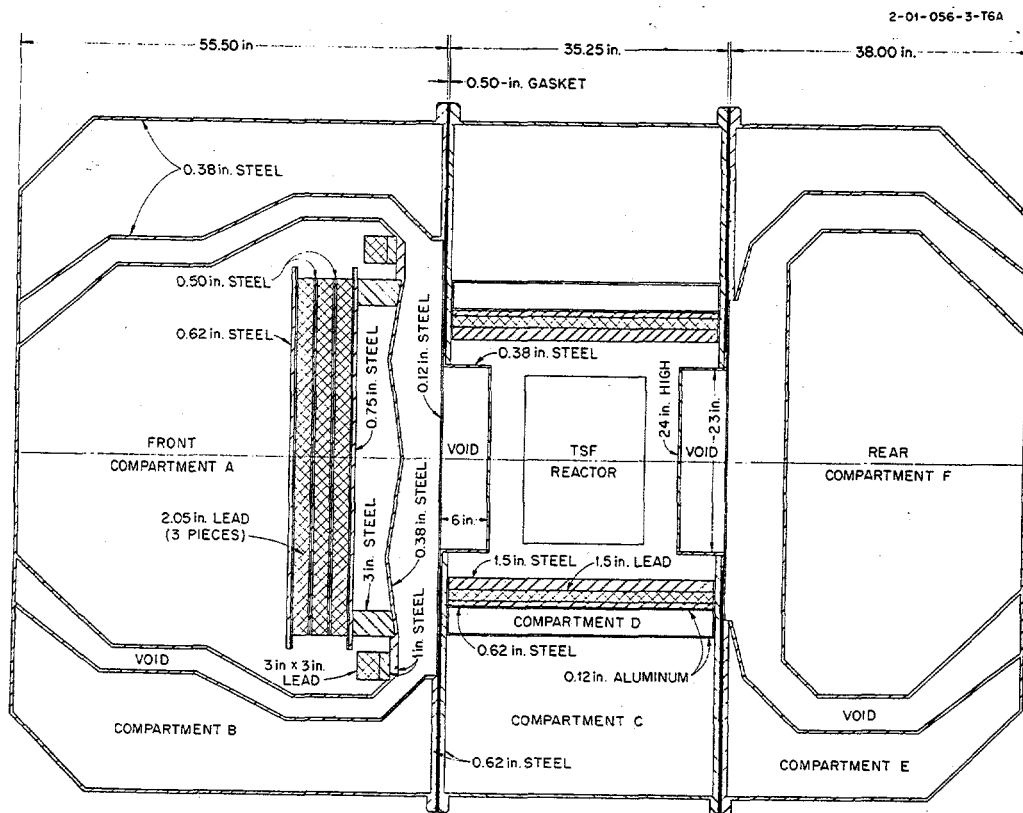 2-01-056-3-T6A
55.50 in
35.25 in.
38.00 in.
0.50-in. GASKET
0.38 in. STEEL
0.50 in. STEEL
0.62 in. STEEL
0.75 in. STEEL
0.12 in. STEEL
0.38 in. STEEL
24 in. HIGH
23 in.
FRONT
COMPARTMENT A
VOID
TSF
REACTOR
VOID
REAR
COMPARTMENT F
6 in.
2.05 in. LEAD
(3 PIECES)
3 in. STEEL
0.38 in. STEEL
1.5 in. STEEL
1.5 in. LEAD
COMPARTMENT D
0.62 in. STEEL
1 in. STEEL
0.12 in. ALUMINUM
VOID
3 in x 3 in.
LEAD
COMPARTMENT B
COMPARTMENT C
VOID
0.62 in. STEEL
COMPARTMENT E